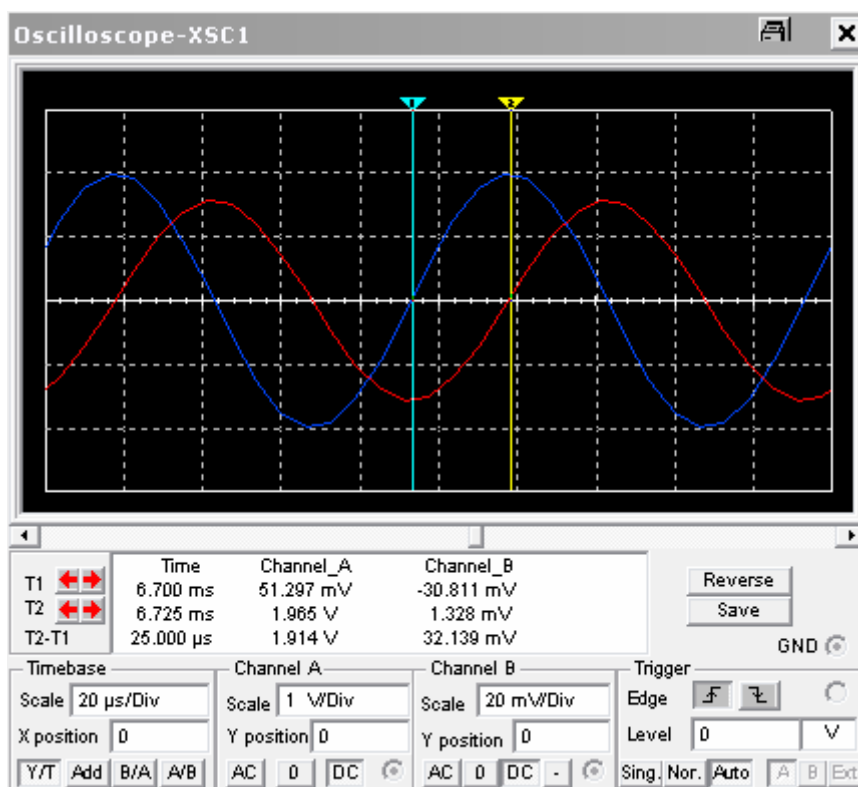 Oscilloscope-XSC1
1 2
Time Channel_A Channel_B
T1 6.700 ms 51.297 mV -30.811 mV
T2 6.725 ms 1.965 V 1.328 mV
T2-T1 25.000 µs 1.914 V 32.139 mV
Reverse
Save
GND
Timebase Channel A Channel B Trigger
Scale 20 µs/Div Scale 1 V/Div Scale 20 mV/Div Edge
X position 0 Y position 0 Y position 0 Level 0 V
Y/T Add B/A A/B AC 0 DC AC 0 DC - Sing. Nor. Auto A B Ext